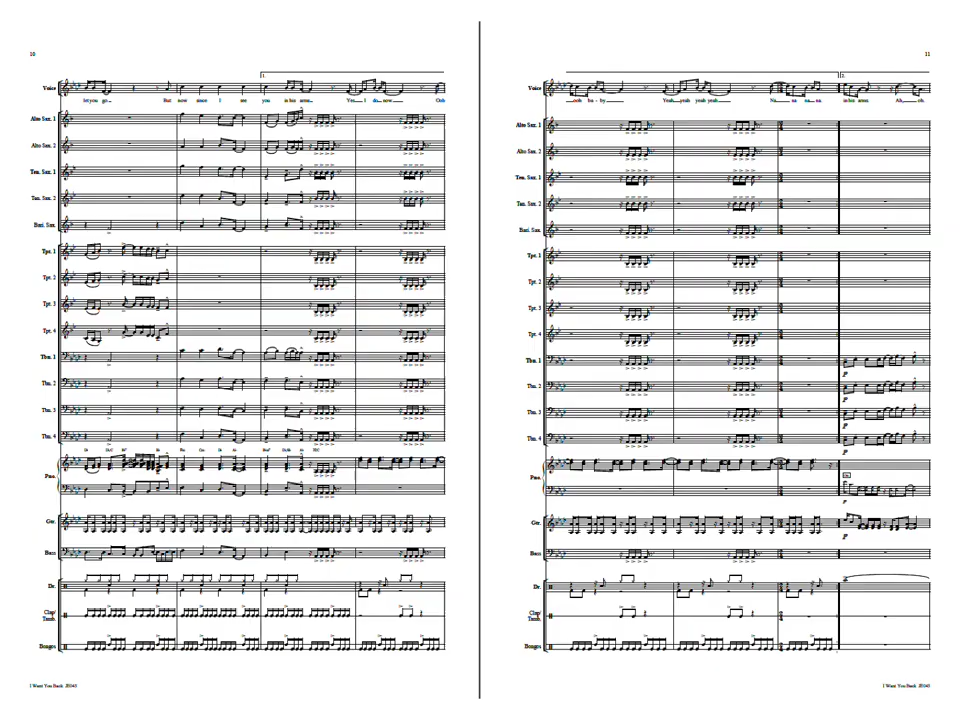 10
1.
Voice
let you go But now since I see you in his arms. Yes I do now Ooh
Alto Sax. 1
Alto Sax. 2
Ten. Sax. 1
Ten. Sax. 2
Bari. Sax.
Tpt. 1
Tpt. 2
Tpt. 3
Tpt. 4
Tbn. 1
Tbn. 2
Tbn. 3
Tbn. 4
Pno.
Gtr.
Bass
Dr.
Clap/
Tamb.
Bongos
I Want You Back JE045
11
2.
Voice
ooh ba - by Yeah yeah yeah yeah Na na na na in his arms. Ah, oh.
Alto Sax. 1
Alto Sax. 2
Ten. Sax. 1
Ten. Sax. 2
Bari. Sax.
Tpt. 1
Tpt. 2
Tpt. 3
Tpt. 4
Tbn. 1
p
Tbn. 2
p
Tbn. 3
p
Tbn. 4
p
Pno.
p
Gtr.
p
Bass
Dr.
Clap/
Tamb.
Bongos
I Want You Back JE045